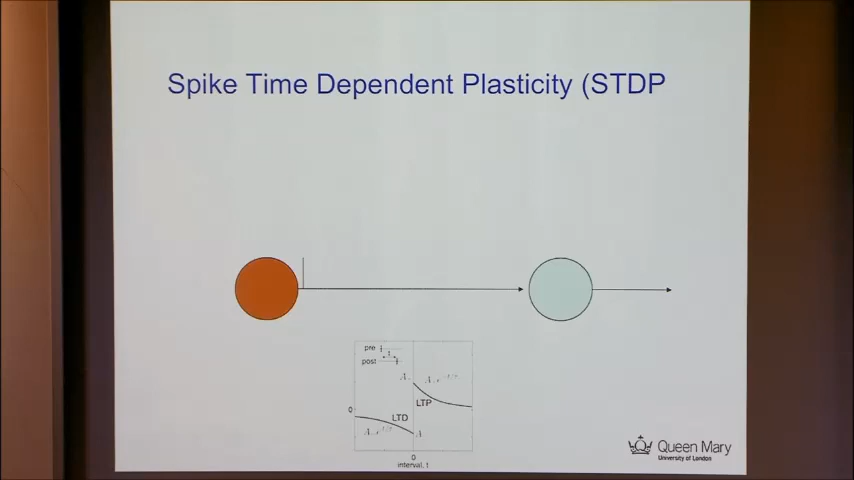 Spike Time Dependent Plasticity (STDP
pre
post
LTP
0
LTD
0
interval, t
Queen Mary
University of London